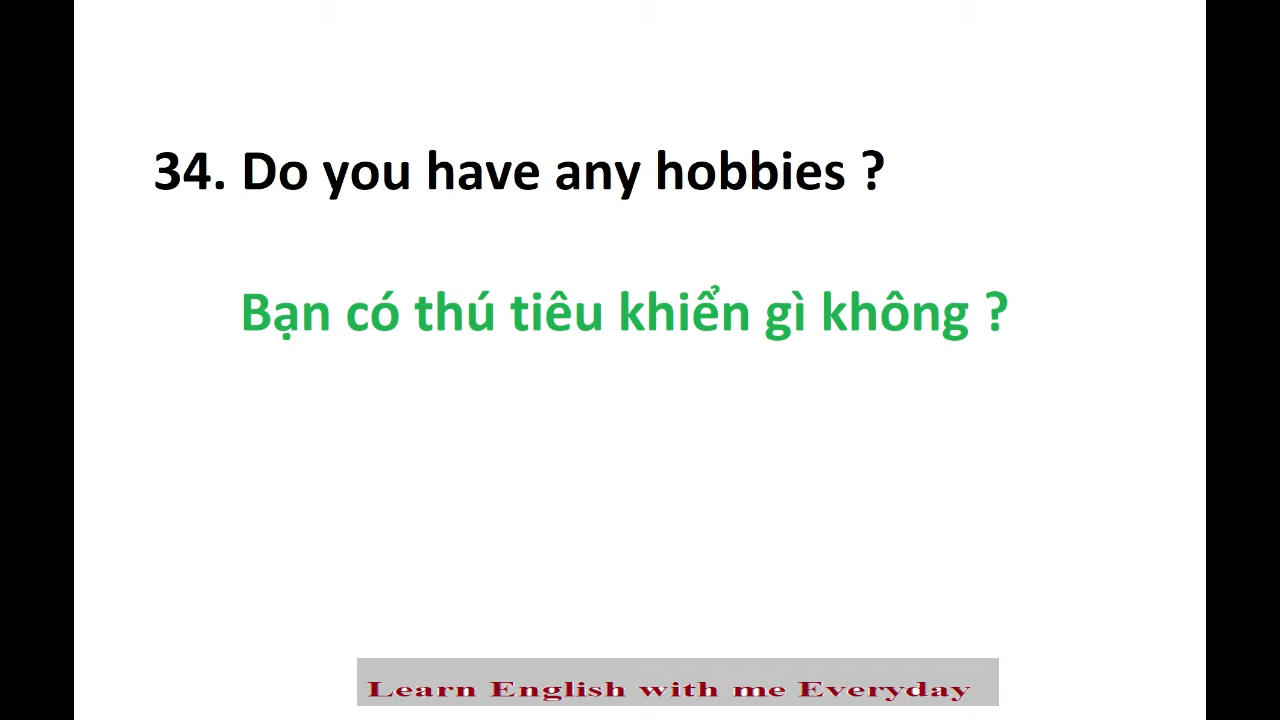 34. Do you have any hobbies ?
Bạn có thú tiêu khiển gì không ?
Learn English with me Everyday